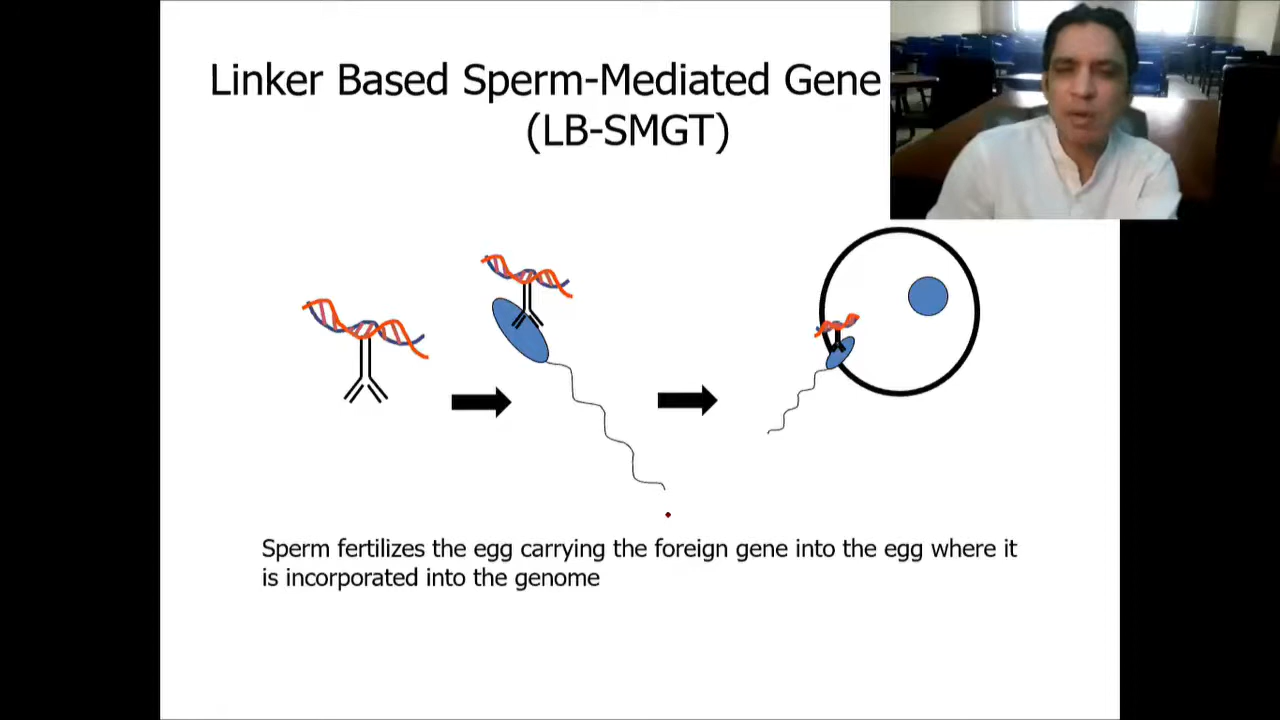 Linker Based Sperm-Mediated Gene
(LB-SMGT)
Sperm fertilizes the egg carrying the foreign gene into the egg where it
is incorporated into the genome